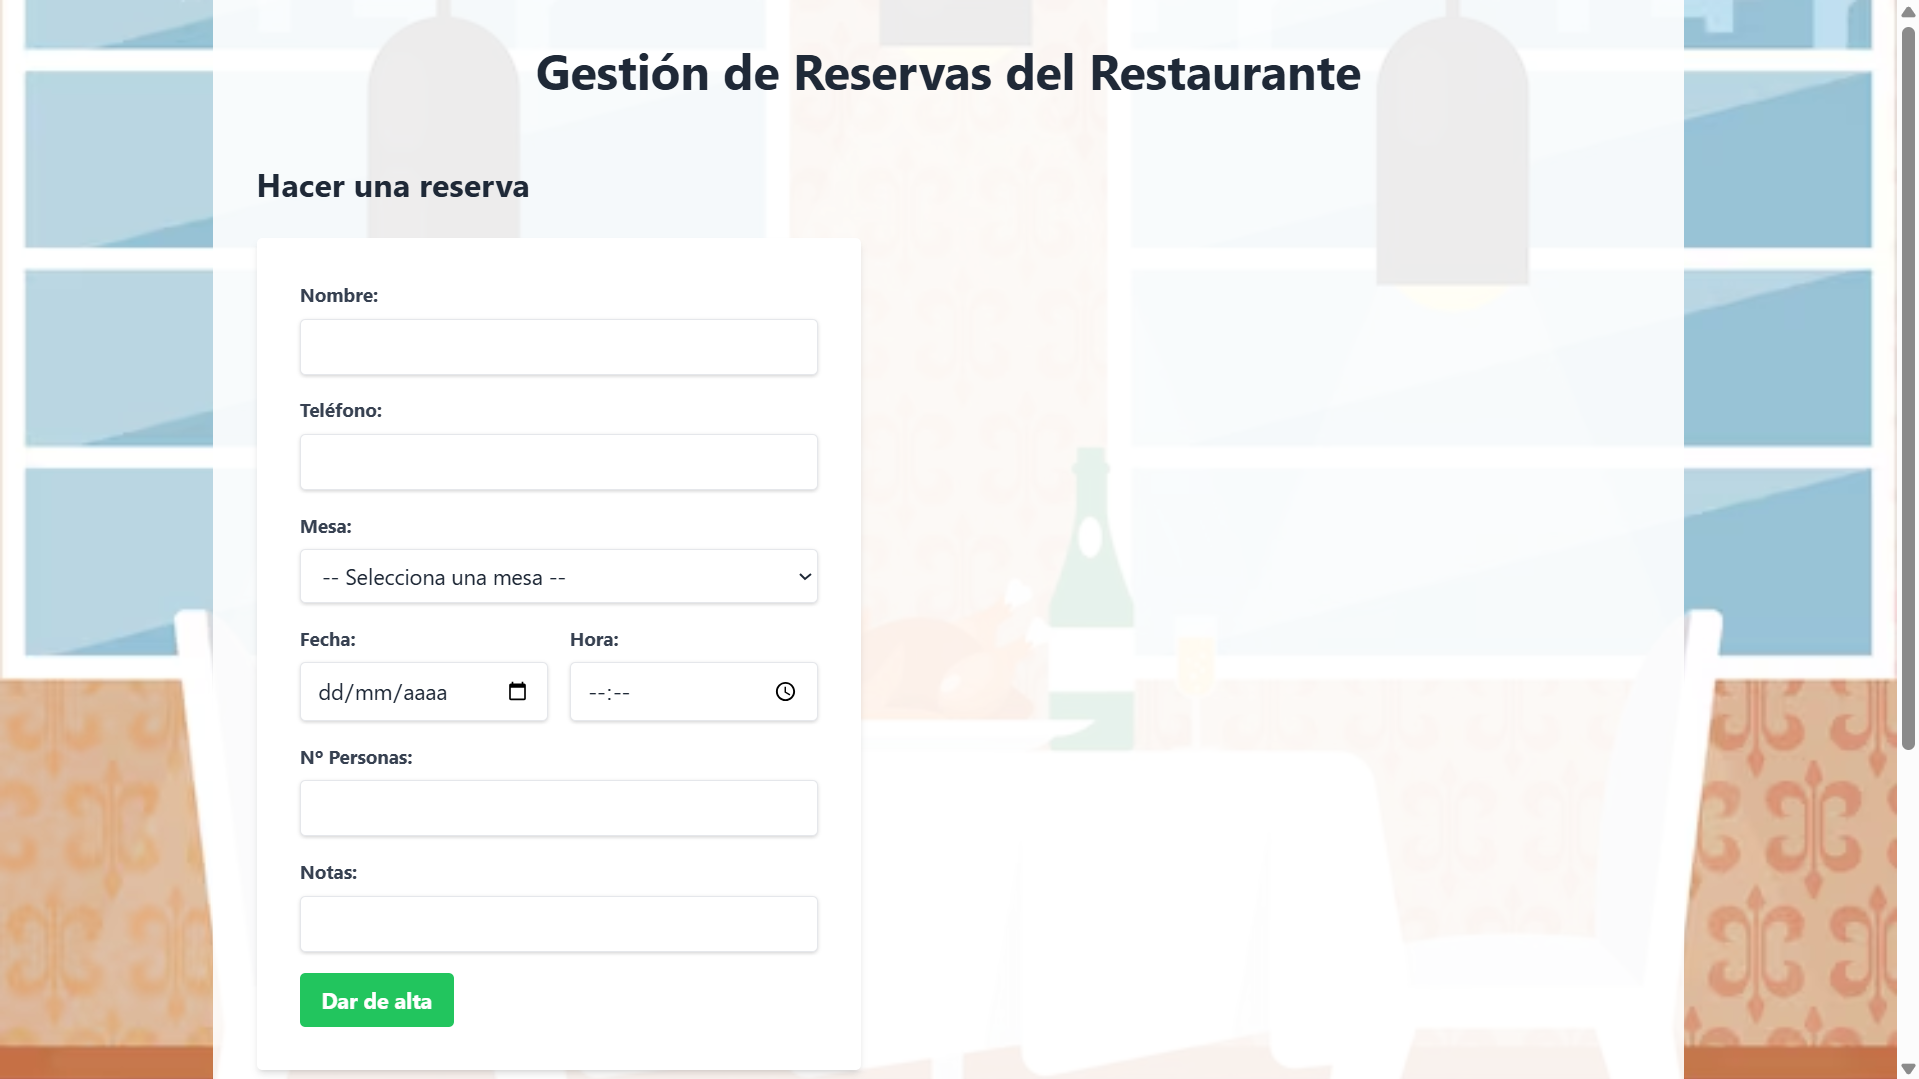 Gestión de Reservas del Restaurante
Hacer una reserva
Nombre:
Teléfono:
Mesa:
-- Selecciona una mesa --
Fecha: Hora:
dd/mm/aaaa --:--
Nº Personas:
Notas:
Dar de alta